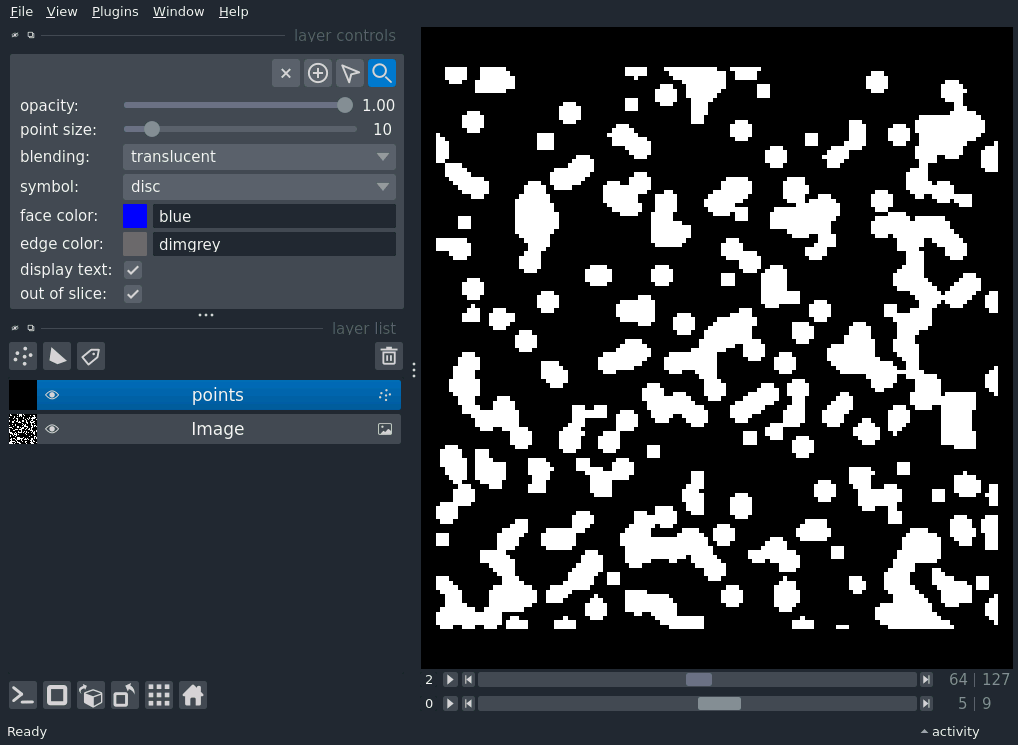 File View Plugins Window Help
layer controls
opacity: 1.00
point size: 10
blending: translucent
symbol: disc
face color: blue
edge color: dimgrey
display text:
out of slice:
layer list
points
Image
2 64 | 127
0 5 | 9
Ready activity